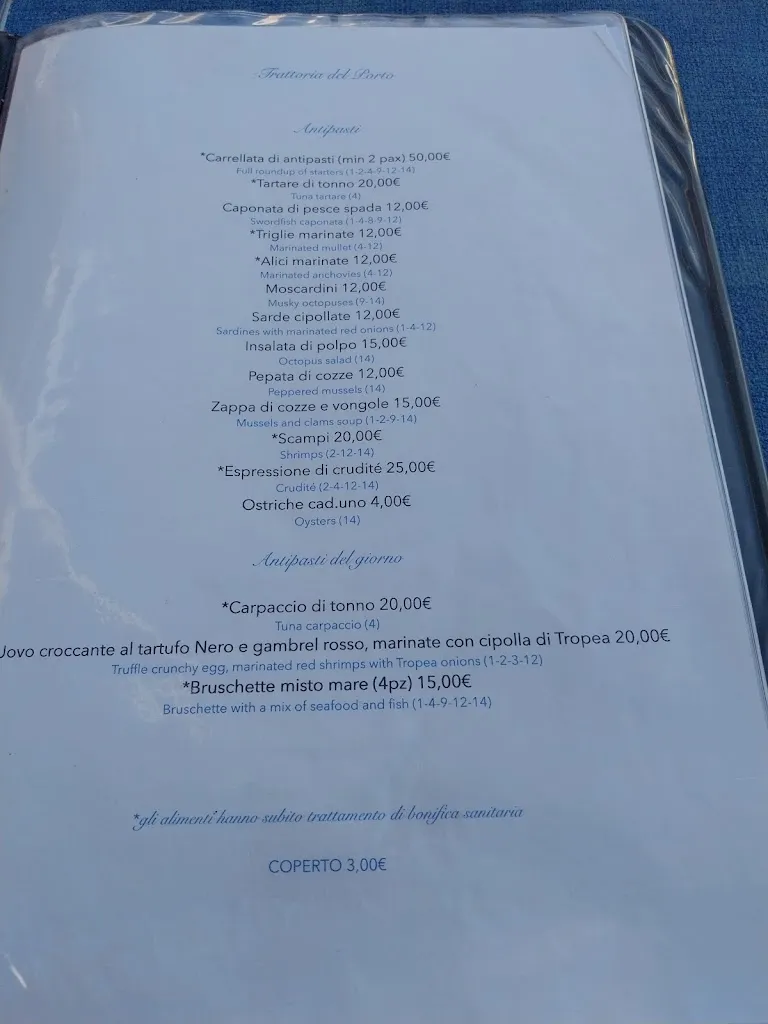 Trattoria del Porto
Antipasti
*Carrellata di antipasti (min 2 pax) 50,00€
Full roundup of starters (1-2-4-9-12-14)
*Tartare di tonno 20,00€
Tuna tartare (4)
Caponata di pesce spada 12,00€
Swordfish caponata (1-4-8-9-12)
*Triglie marinate 12,00€
Marinated mullet (4-12)
*Alici marinate 12,00€
Marinated anchovies (4-12)
Moscardini 12,00€
Musky octopuses (9-14)
Sarde cipollate 12,00€
Sardines with marinated red onions (1-4-12)
Insalata di polpo 15,00€
Octopus salad (14)
Pepata di cozze 12,00€
Peppered mussels (14)
Zappa di cozze e vongole 15,00€
Mussels and clams soup (1-2-9-14)
*Scampi 20,00€
Shrimps (2-12-14)
*Espressione di crudité 25,00€
Crudité (2-4-12-14)
Ostriche cad.uno 4,00€
Oysters (14)
Antipasti del giorno
*Carpaccio di tonno 20,00€
Tuna carpaccio (4)
Uovo croccante al tartufo Nero e gambrel rosso, marinate con cipolla di Tropea 20,00€
Truffle crunchy egg, marinated red shrimps with Tropea onions (1-2-3-12)
*Bruschette misto mare (4pz) 15,00€
Bruschette with a mix of seafood and fish (1-4-9-12-14)
*gli alimenti hanno subito trattamento di bonifica sanitaria
COPERTO 3,00€